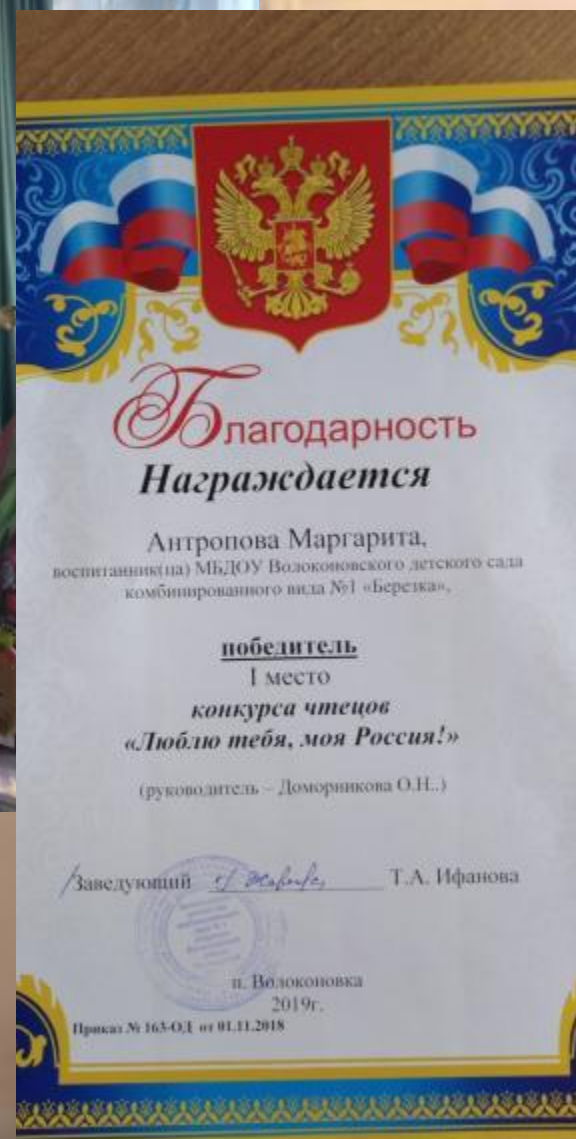 Благодарность
Награждается
Антропова Маргарита,
воспитанник(ца) МБДОУ Волоконовского детского сада
комбинированного вида №1 «Березка»,
победитель
I место
конкурса чтецов
«Люблю тебя, моя Россия!»
(руководитель – Доморникова О.Н..)
Заведующий Т.А. Ифанова
п. Волоконовка
2019г.
Приказ № 163-ОД от 01.11.2018